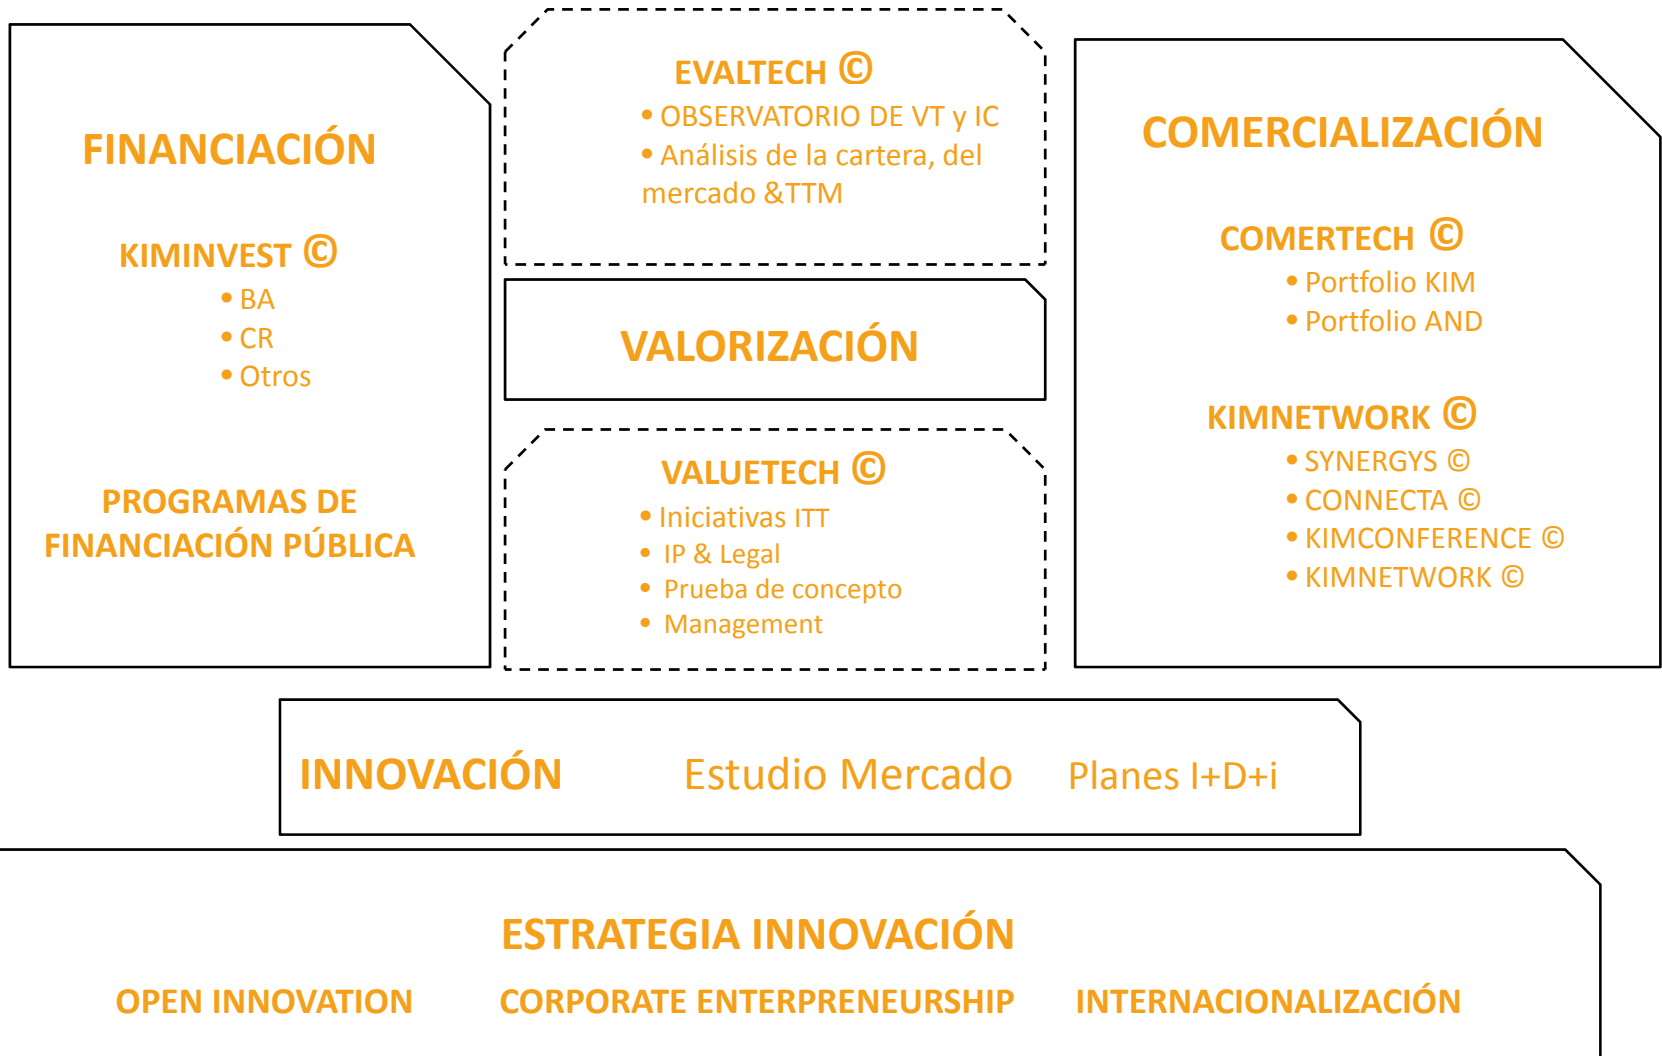 FINANCIACIÓN
KIMINVEST ©
• BA
• CR
• Otros
PROGRAMAS DE
FINANCIACIÓN PÚBLICA
EVALTECH ©
• OBSERVATORIO DE VT y IC
• Análisis de la cartera, del
mercado &TTM
VALORIZACIÓN
VALUETECH ©
• Iniciativas ITT
• IP & Legal
• Prueba de concepto
• Management
COMERCIALIZACIÓN
COMERTECH ©
• Portfolio KIM
• Portfolio AND
KIMNETWORK ©
• SYNERGYS ©
• CONNECTA ©
• KIMCONFERENCE ©
• KIMNETWORK ©
INNOVACIÓN Estudio Mercado Planes I+D+i
ESTRATEGIA INNOVACIÓN
OPEN INNOVATION CORPORATE ENTERPRENEURSHIP INTERNACIONALIZACIÓN